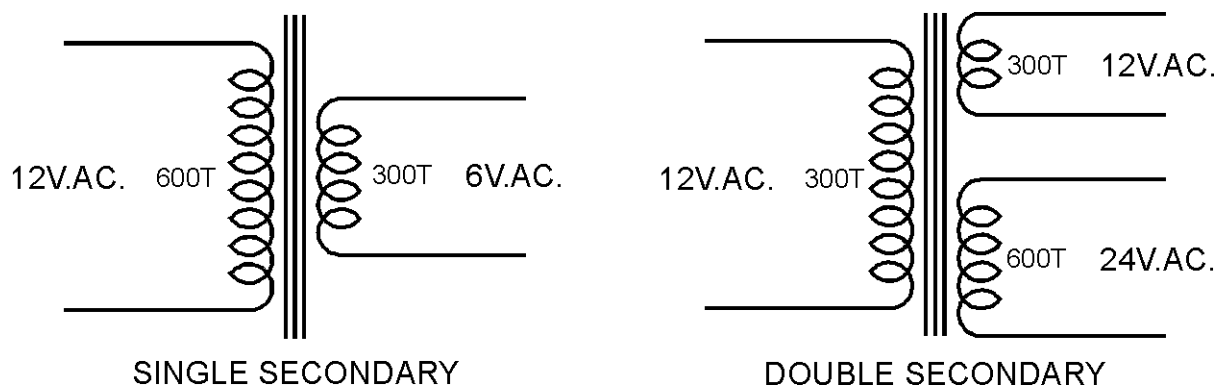 12V.AC.
600T
300T
6V.AC.
SINGLE SECONDARY
12V.AC.
300T
300T
12V.AC.
600T
24V.AC.
DOUBLE SECONDARY